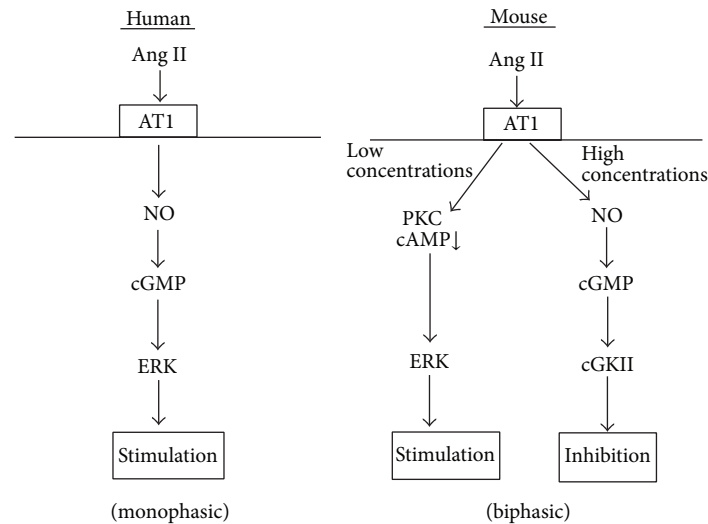 Human
Ang II
AT1
NO
cGMP
ERK
Stimulation
(monophasic)
Mouse
Ang II
AT1
Low
concentrations
High
concentrations
PKC
cAMP↓
ERK
Stimulation
NO
cGMP
cGKII
Inhibition
(biphasic)